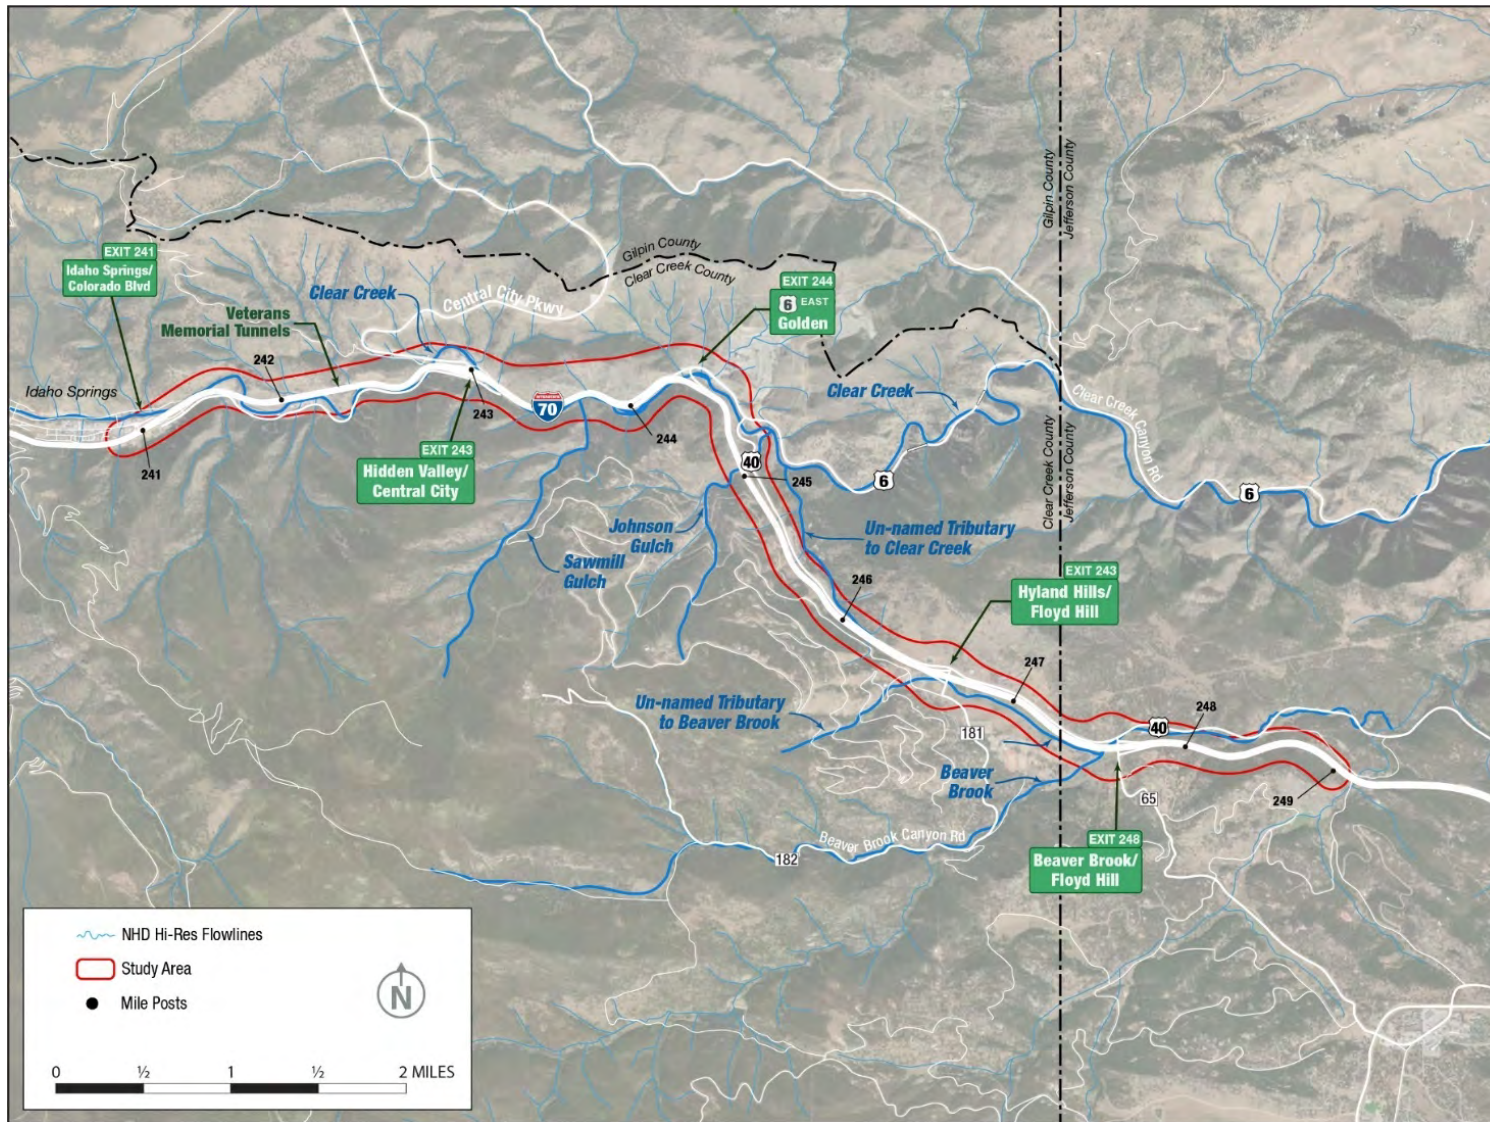 Gilpin County
Jefferson County
EXIT 241
Idaho Springs/
Colorado Blvd
Gilpin County
Clear Creek County
EXIT 244
6 EAST
Golden
Clear Creek
Central City Pkwy
Veterans
Memorial Tunnels
242
Idaho Springs
243
70
244
241
EXIT 243
Hidden Valley/
Central City
Clear Creek
Clear Creek Canyon Rd
40
245
6
6
Clear Creek County
Jefferson County
Johnson
Gulch
Sawmill
Gulch
Un-named Tributary
to Clear Creek
246
EXIT 243
Hyland Hills/
Floyd Hill
247
Un-named Tributary
to Beaver Brook
181
40
248
Beaver
Brook
65
249
Beaver Brook Canyon Rd
182
EXIT 248
Beaver Brook/
Floyd Hill
NHD Hi-Res Flowlines
Study Area
Mile Posts
N
0 ½ 1 ½ 2 MILES